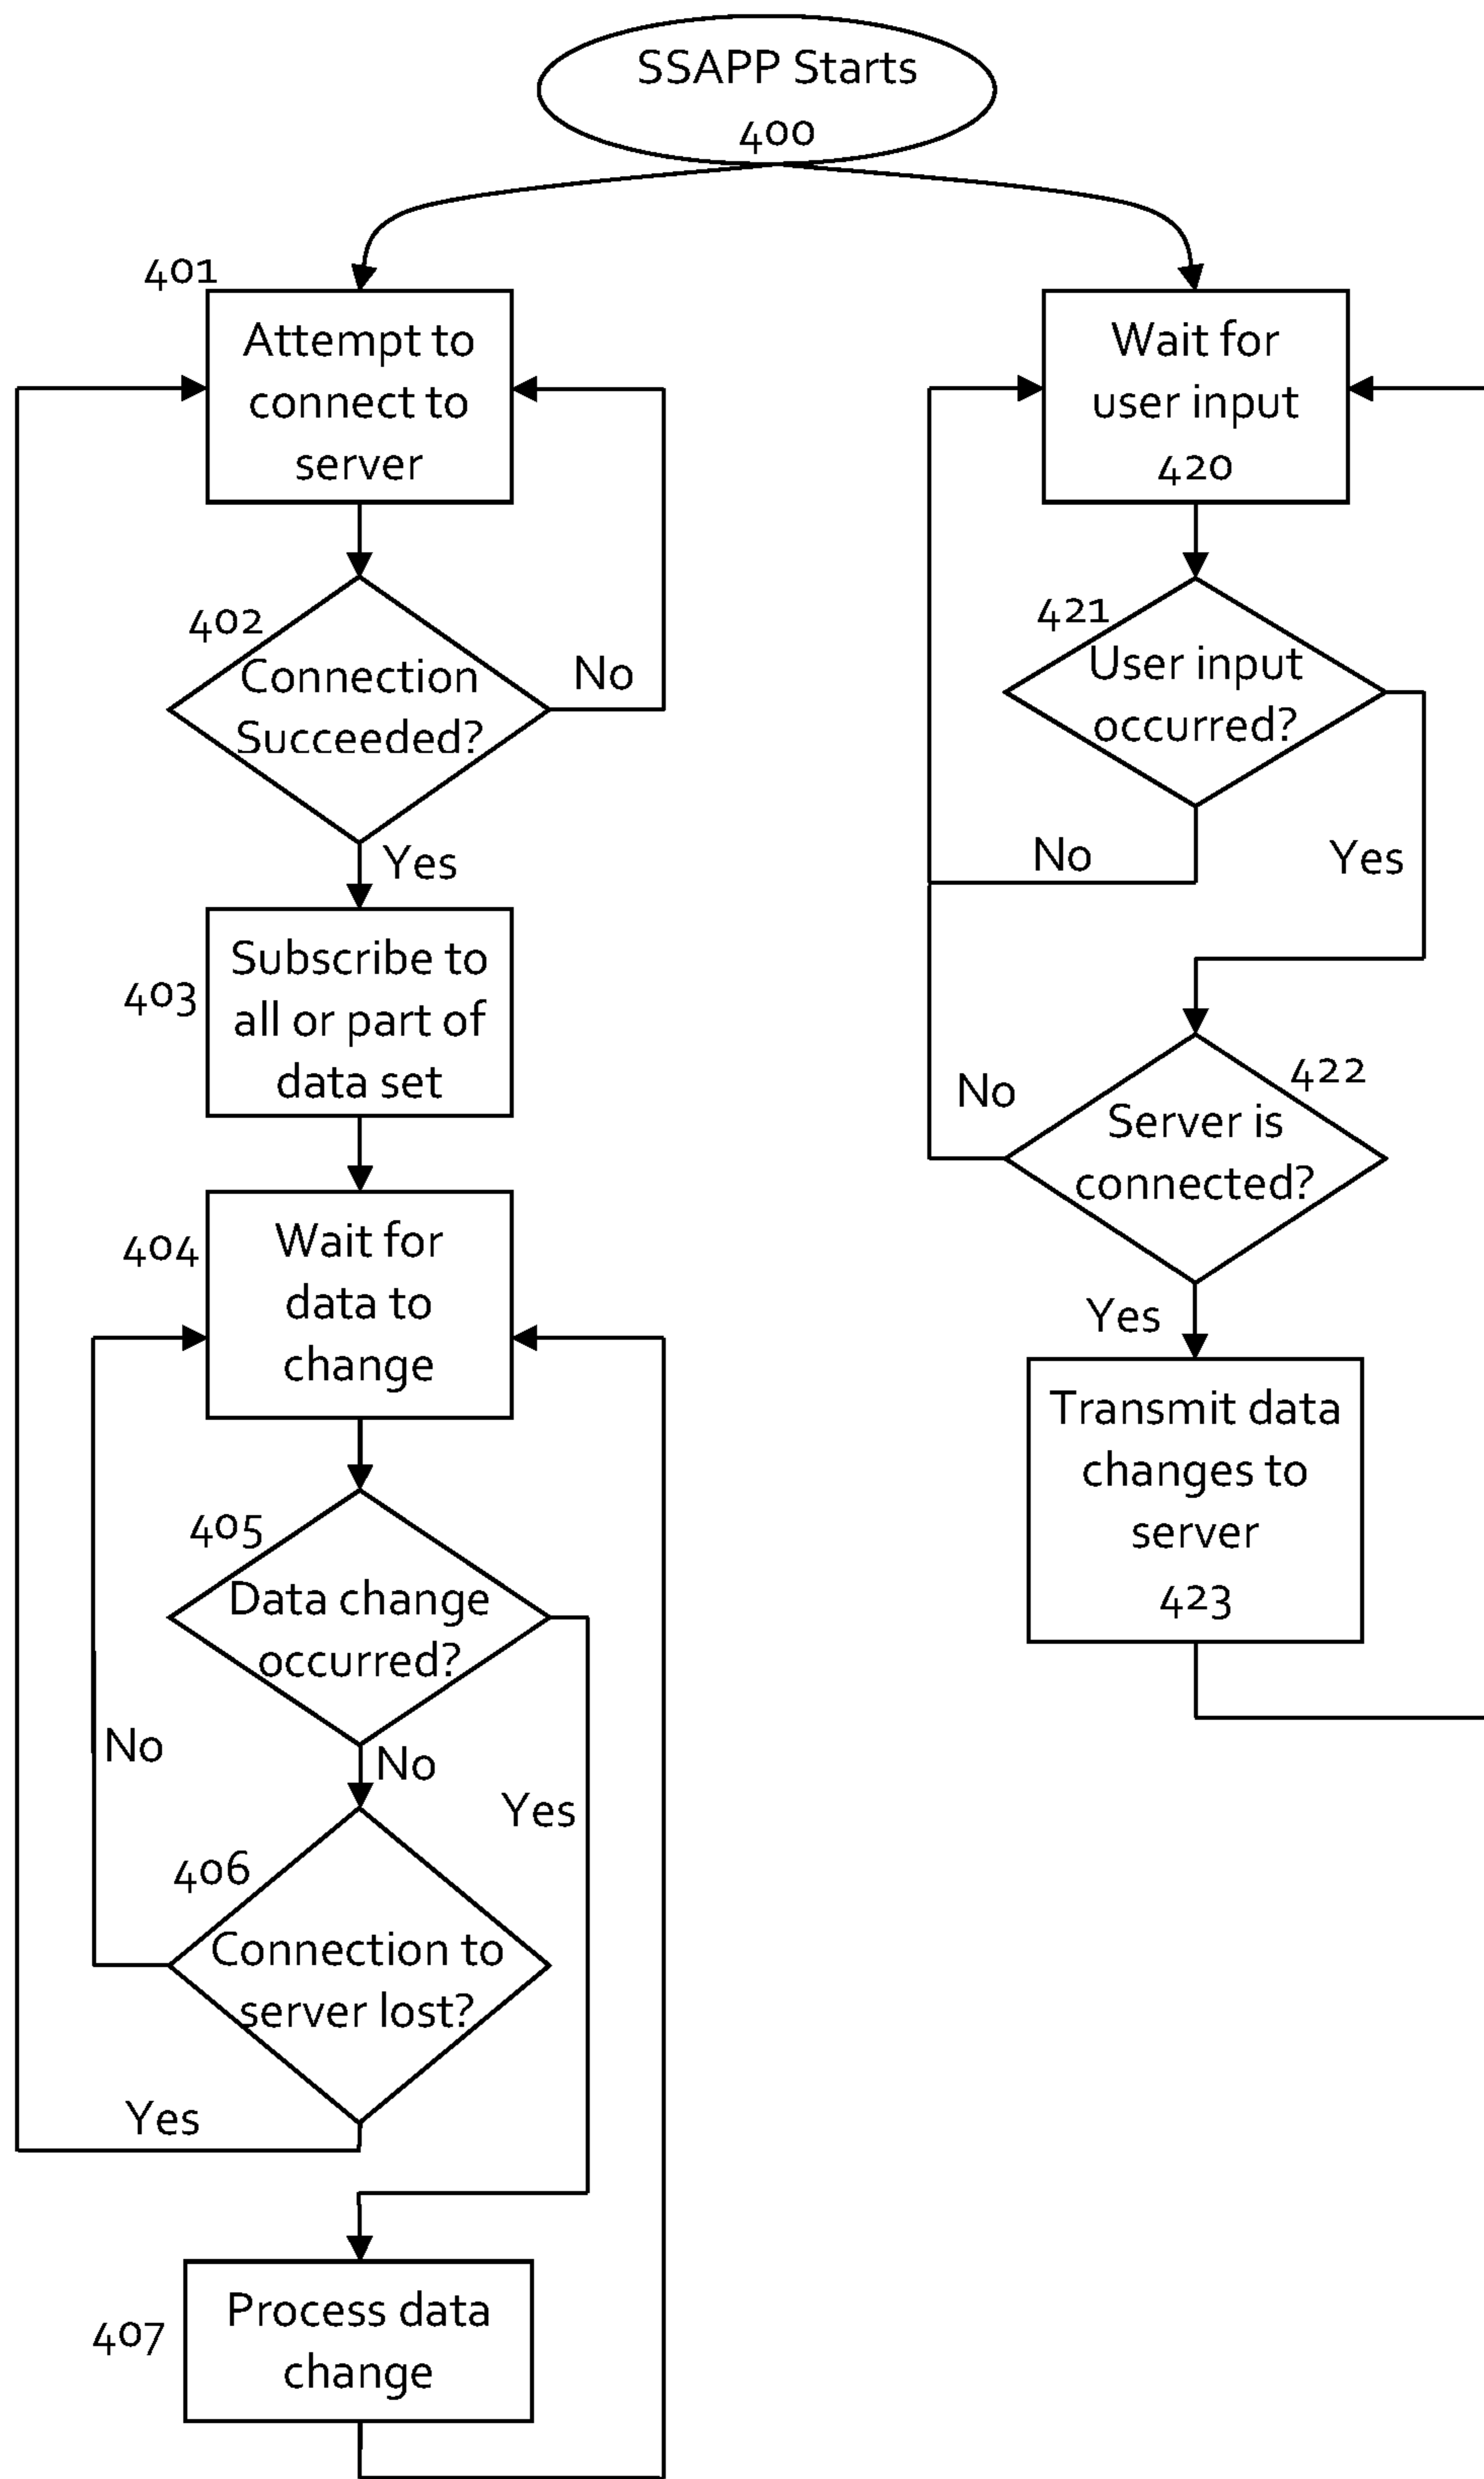 SSAPP Starts
400
401
Attempt to
connect to
server
402
Connection
Succeeded?
No
Yes
403
Subscribe to
all or part of
data set
404
Wait for
data to
change
405
Data change
occurred?
No
No
Yes
406
Connection to
server lost?
Yes
407
Process data
change
Wait for
user input
420
421
User input
occurred?
No
Yes
422
Server is
connected?
No
Yes
Transmit data
changes to
server
423